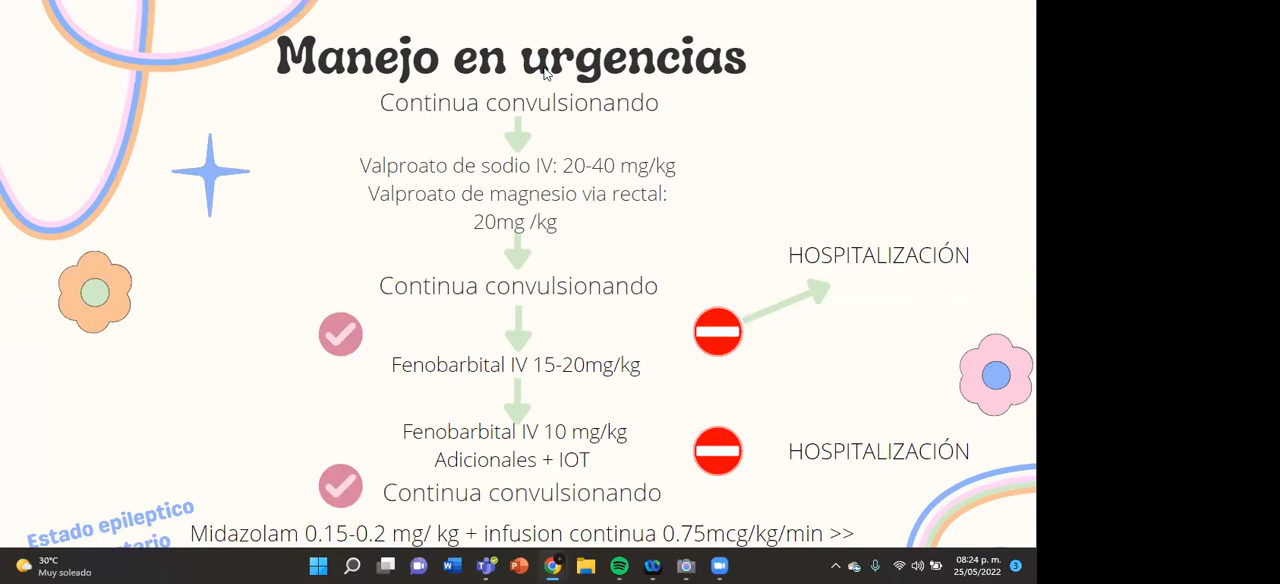 Manejo en urgencias
Continua convulsionando
Valproato de sodio IV: 20-40 mg/kg
Valproato de magnesio via rectal:
20mg /kg
Continua convulsionando
HOSPITALIZACIÓN
Fenobarbital IV 15-20mg/kg
Fenobarbital IV 10 mg/kg
Adicionales + IOT
HOSPITALIZACIÓN
Continua convulsionando
Estado epileptico
Midazolam 0.15-0.2 mg/ kg + infusion continua 0.75mcg/kg/min >>
30°C
Muy soleado
08:24 p. m.
25/05/2022
3